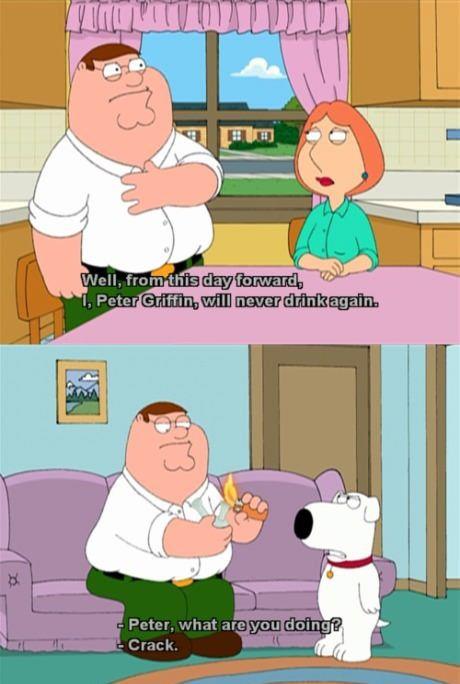 Well, from this day forward,
I, Peter Griffin, will never drink again.
- Peter, what are you doing?
- Crack.